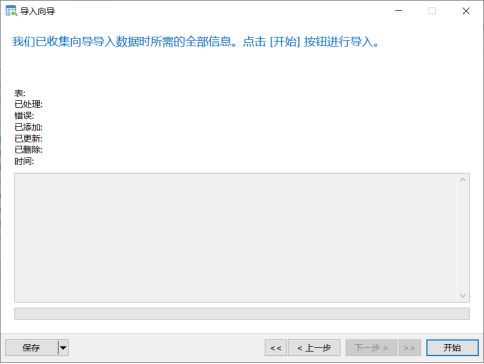 导入向导
我们已收集向导导入数据时所需的全部信息。点击 [开始] 按钮进行导入。
表:
已处理:
错误:
已添加:
已更新:
已删除:
时间:
保存
<<
< 上一步
下一步 >
>>
开始